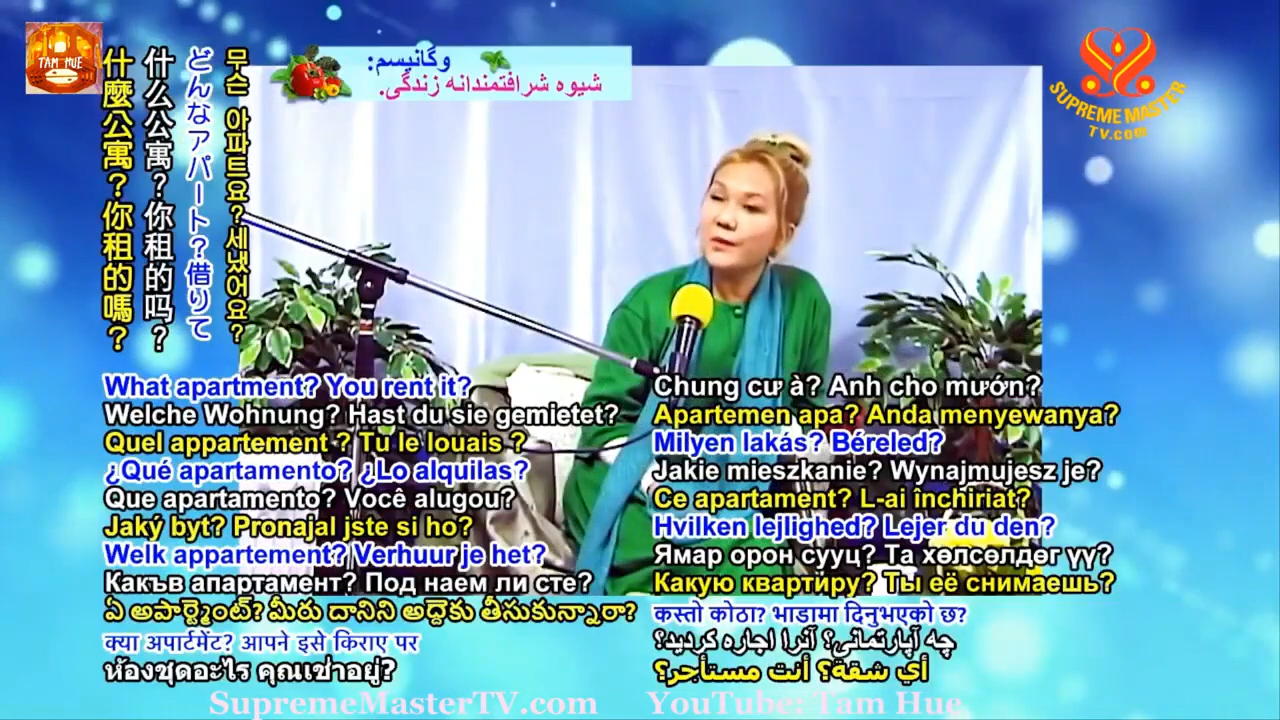 TAM HUE
وگانیسم:
شیوه شرافتمندانه زندگی.
SUPREME MASTER
TV.com
什麼公寓？你租的嗎？
什么公寓？你租的吗？
どんなアパート？借りて
무슨 아파트요? 세냈어요?
What apartment? You rent it?
Welche Wohnung? Hast du sie gemietet?
Quel appartement ? Tu le louais ?
¿Qué apartamento? ¿Lo alquilas?
Que apartamento? Você alugou?
Jaký byt? Pronajal jste si ho?
Welk appartement? Verhuur je het?
Какъв апартамент? Под наем ли сте?
ఏ అపార్ట్మెంట్? మీరు దానిని అద్దెకు తీసుకున్నారా?
क्या अपार्टमेंट? आपने इसे किराए पर
ห้องชุดอะไร คุณเช่าอยู่?
Chung cư à? Anh cho mướn?
Apartemen apa? Anda menyewanya?
Milyen lakás? Béreled?
Jakie mieszkanie? Wynajmujesz je?
Ce apartament? L-ai închiriat?
Hvilken lejlighed? Lejer du den?
Ямар орон сууц? Та хөлсөлдөг үү?
Какую квартиру? Ты её снимаешь?
कस्तो कोठा? भाडामा दिनुभएको छ?
چه آپارتمانی؟ آنرا اجاره کردید؟
أي شقة؟ أنت مستأجر؟
SupremeMasterTV.com YouTube: Tam Hue